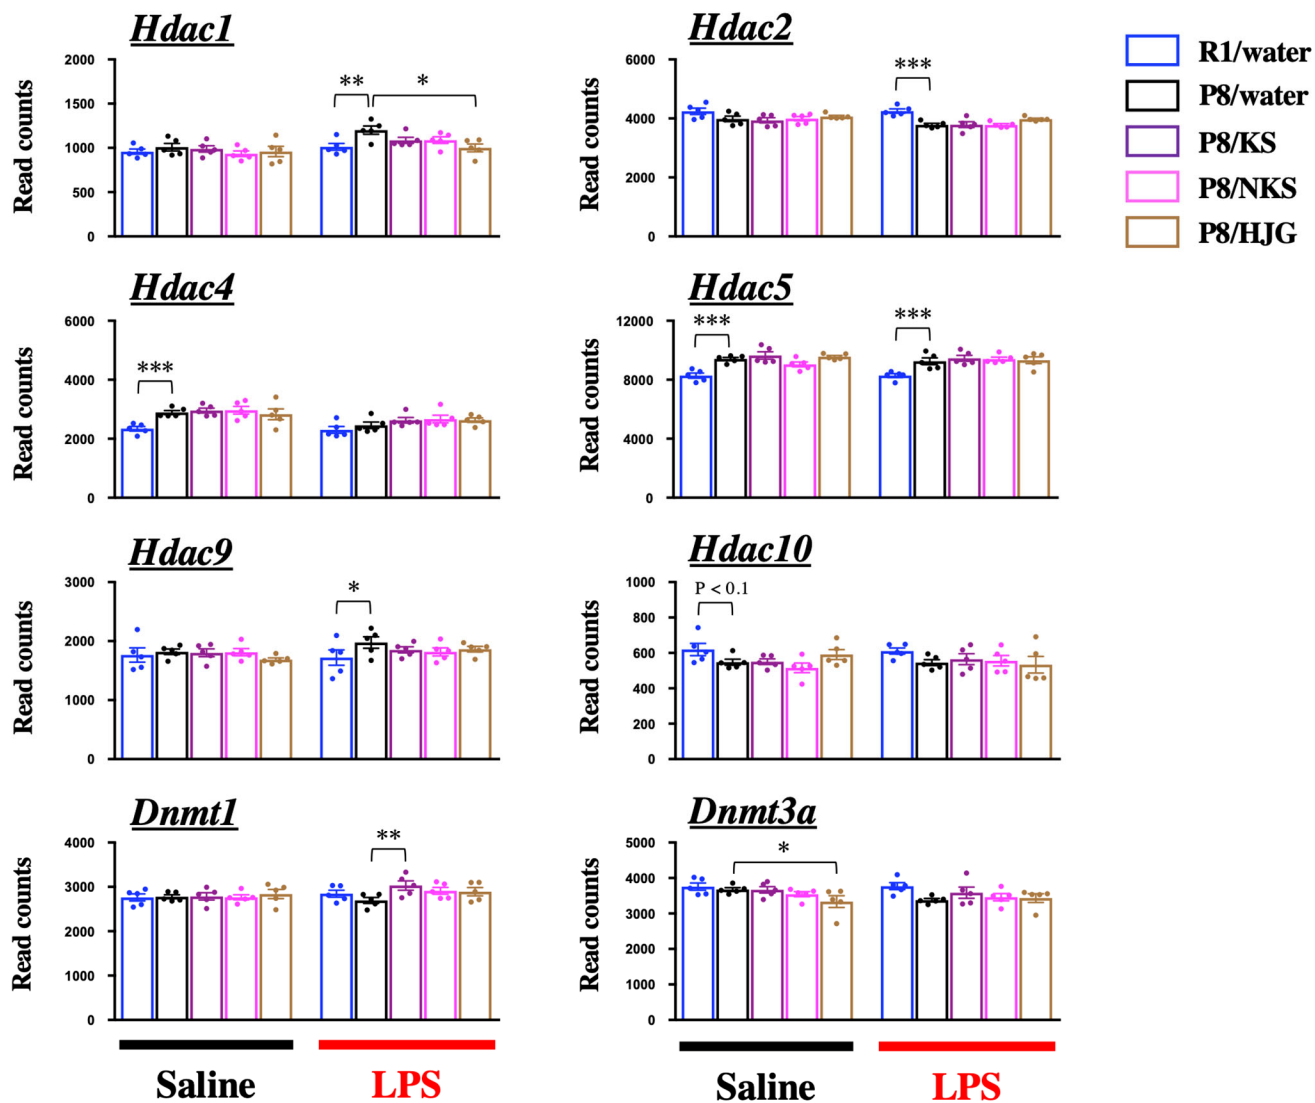 Hdac1
Read counts
2000
1500
1000
500
0
**
*
Hdac2
Read counts
6000
4000
2000
0
***
R1/water
P8/water
P8/KS
P8/NKS
P8/HJG
Hdac4
Read counts
6000
4000
2000
0
***
Hdac5
Read counts
12000
8000
4000
0
***
***
Hdac9
Read counts
3000
2000
1000
0
*
Hdac10
Read counts
1000
800
600
400
200
0
P < 0.1
Dnmt1
Read counts
4000
3000
2000
1000
0
**
Dnmt3a
Read counts
5000
4000
3000
2000
1000
0
*
Saline
LPS
Saline
LPS